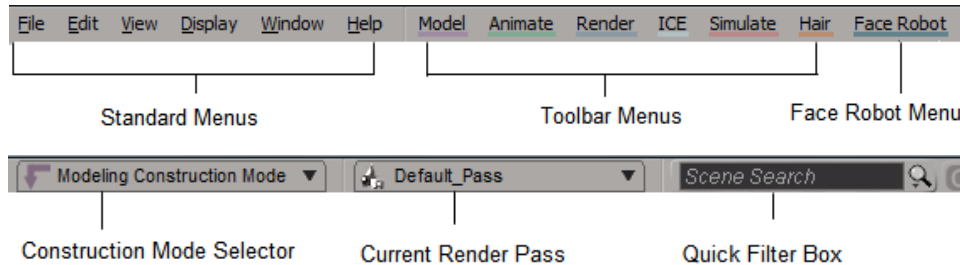 File Edit View Display Window Help Model Animate Render ICE Simulate Hair Face Robot
Standard Menus Toolbar Menus Face Robot Menu
Modeling Construction Mode Default_Pass Scene Search
Construction Mode Selector Current Render Pass Quick Filter Box